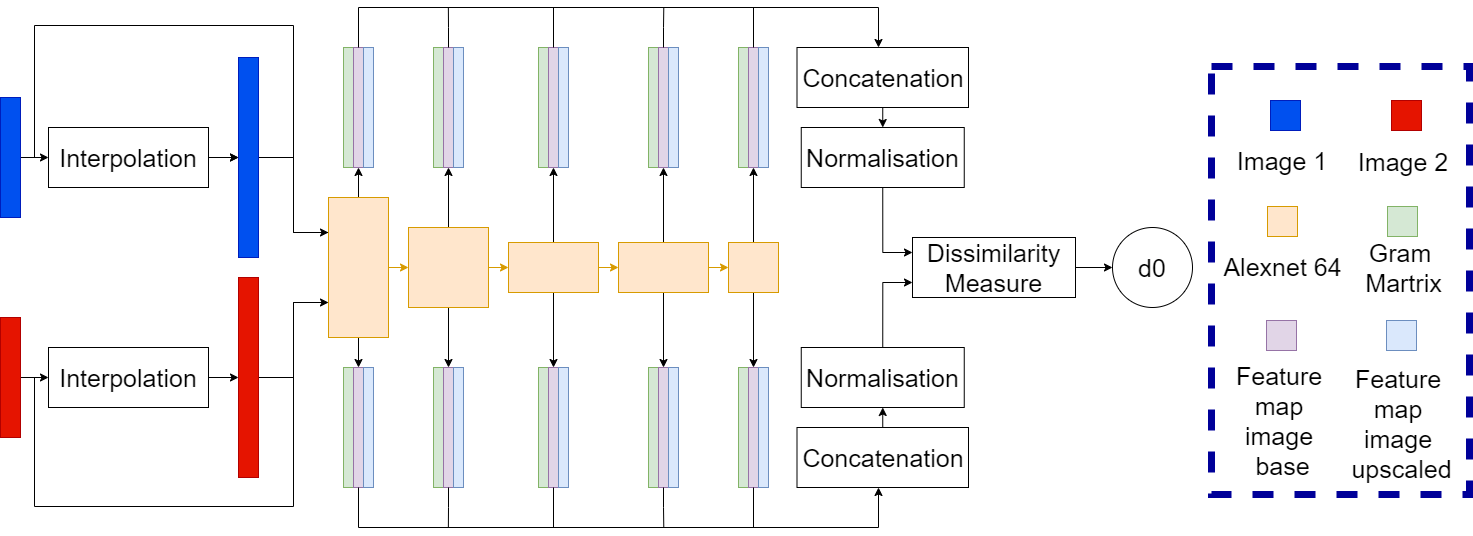 Interpolation
Interpolation
Concatenation
Normalisation
Dissimilarity
Measure
d0
Normalisation
Concatenation
Image 1
Image 2
Alexnet 64
Gram
Martrix
Feature
map
image
base
Feature
map
image
upscaled